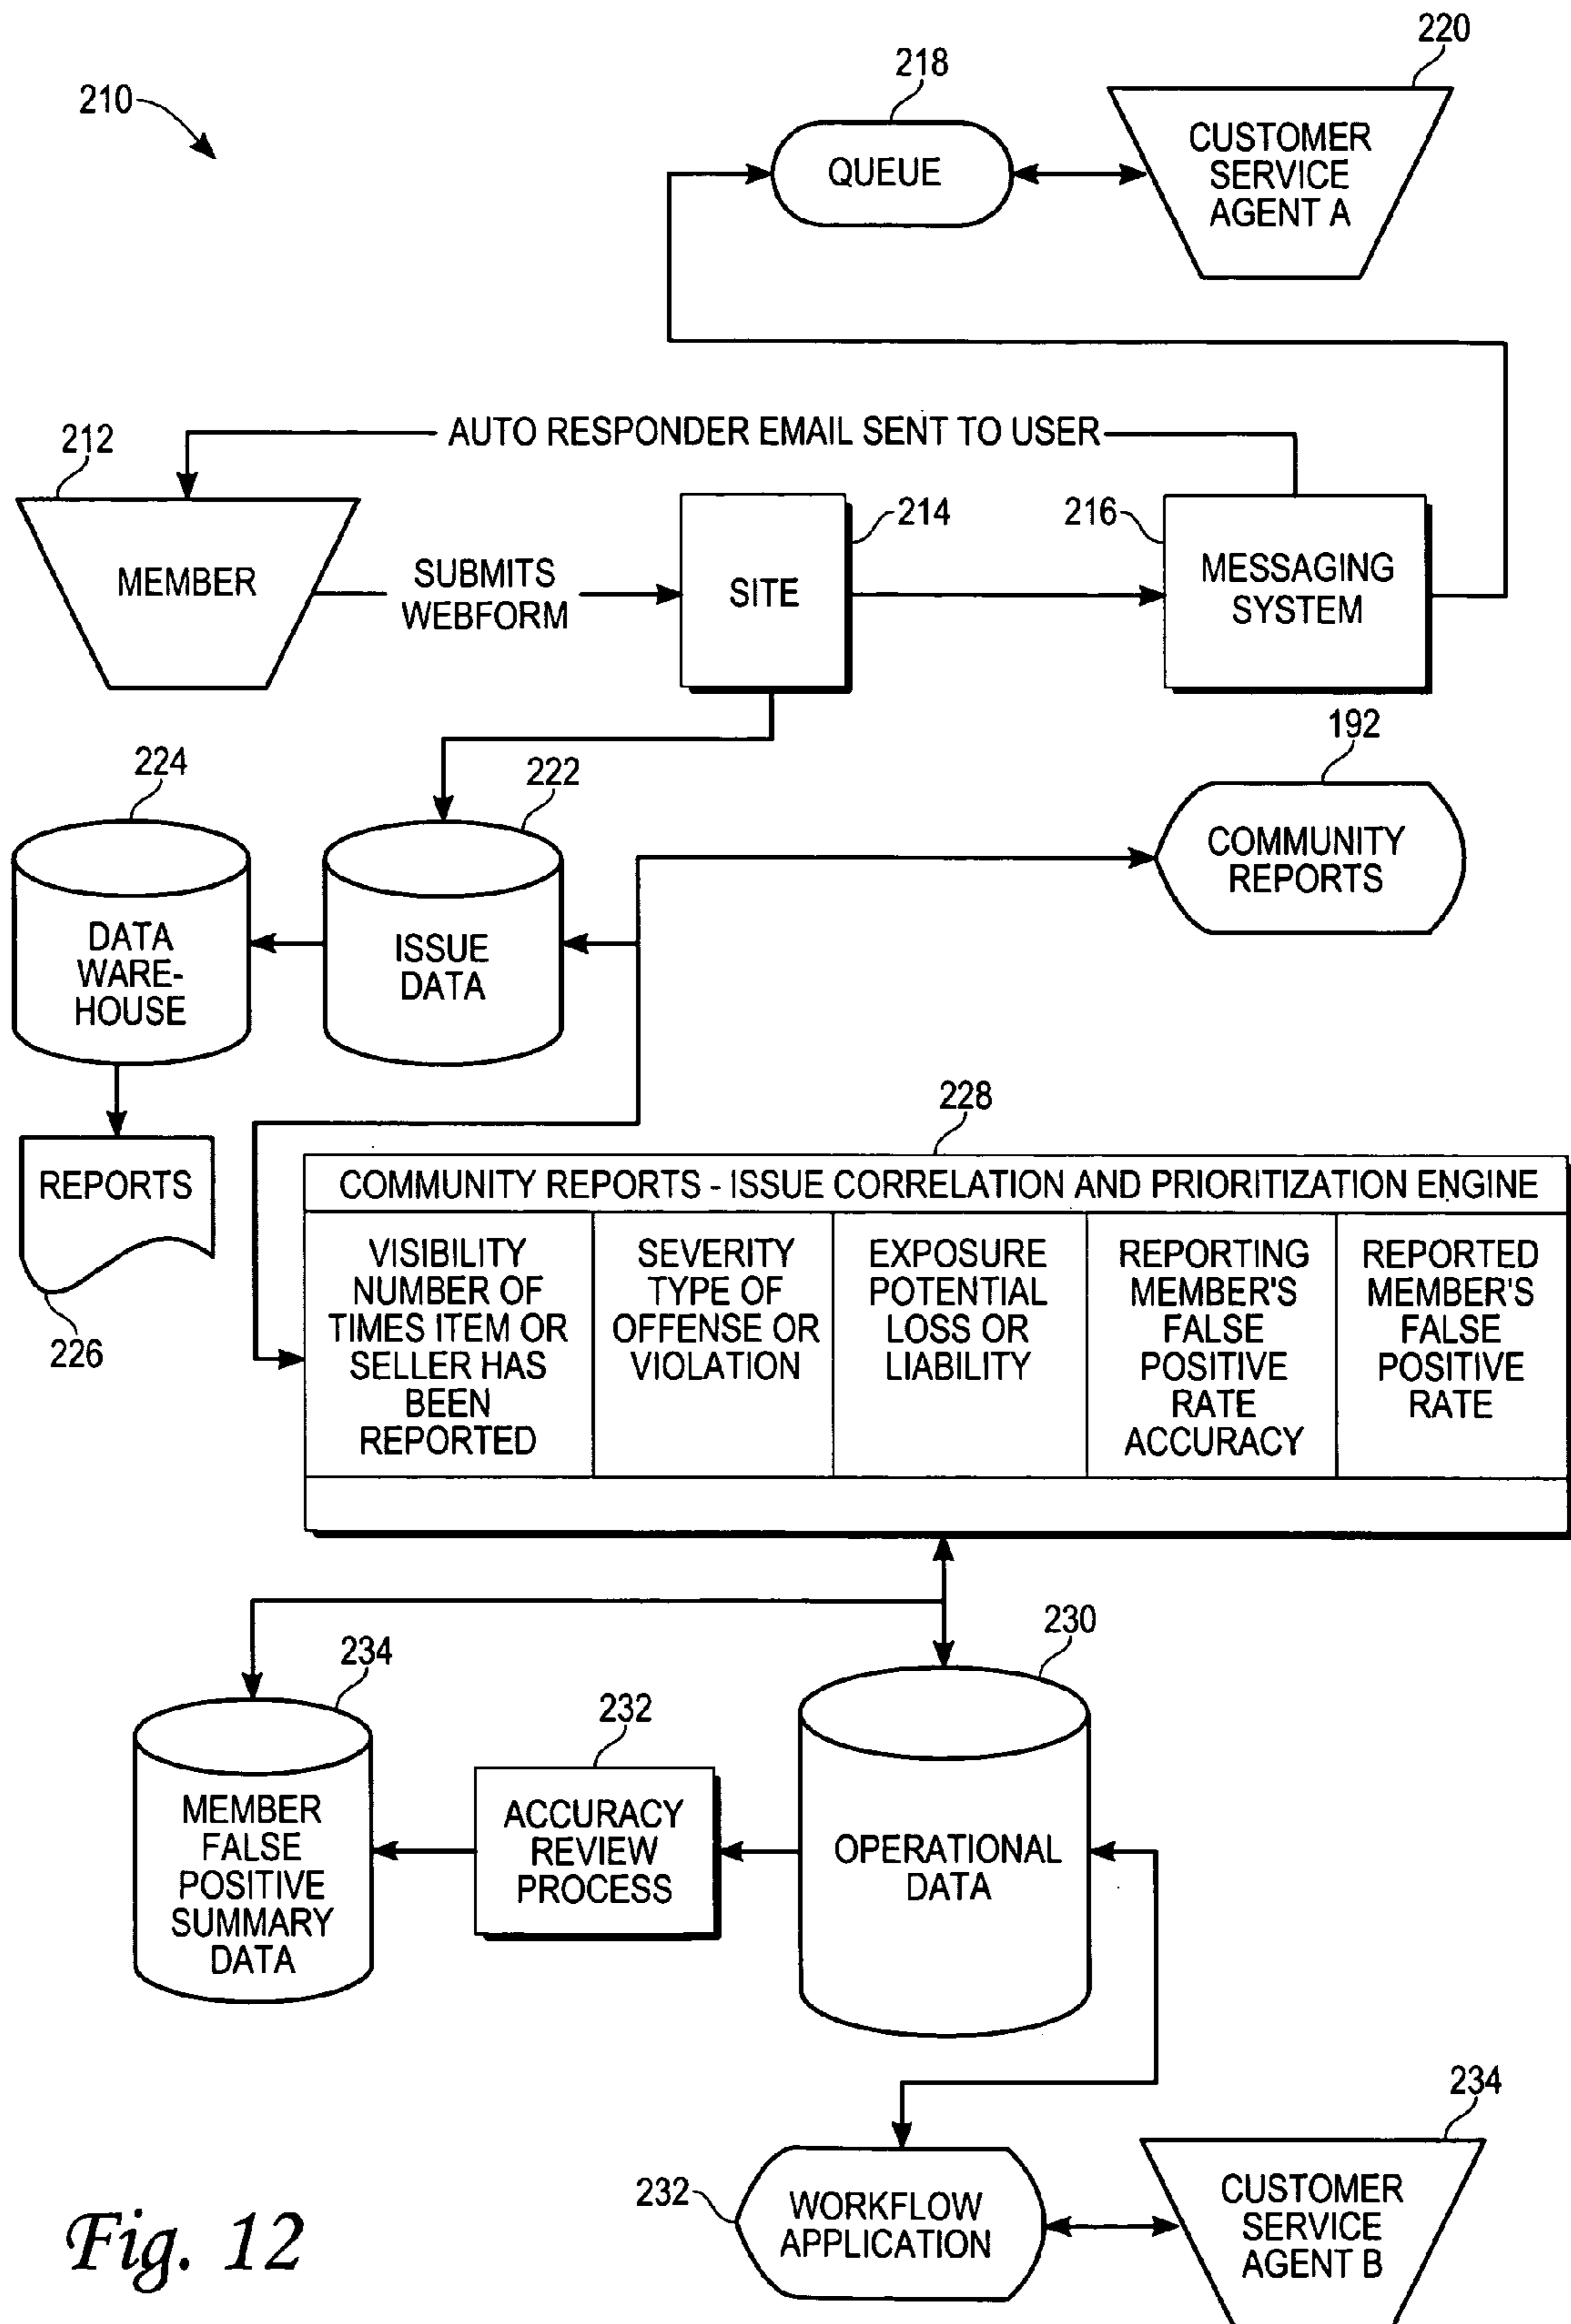 220
218
210
CUSTOMER
SERVICE
AGENT A
QUEUE
AUTO RESPONDER EMAIL SENT TO USER
212
214
216
MEMBER
SUBMITS
WEBFORM
SITE
MESSAGING
SYSTEM
192
224
222
COMMUNITY
REPORTS
DATA
WARE-
HOUSE
ISSUE
DATA
228
REPORTS
226
COMMUNITY REPORTS - ISSUE CORRELATION AND PRIORITIZATION ENGINE
VISIBILITY
NUMBER OF
TIMES ITEM OR
SELLER HAS
BEEN
REPORTED
SEVERITY
TYPE OF
OFFENSE OR
VIOLATION
EXPOSURE
POTENTIAL
LOSS OR
LIABILITY
REPORTING
MEMBER'S
FALSE
POSITIVE
RATE
ACCURACY
REPORTED
MEMBER'S
FALSE
POSITIVE
RATE
230
234
232
MEMBER
FALSE
POSITIVE
SUMMARY
DATA
ACCURACY
REVIEW
PROCESS
OPERATIONAL
DATA
234
232
WORKFLOW
APPLICATION
CUSTOMER
SERVICE
AGENT B
Fig. 12